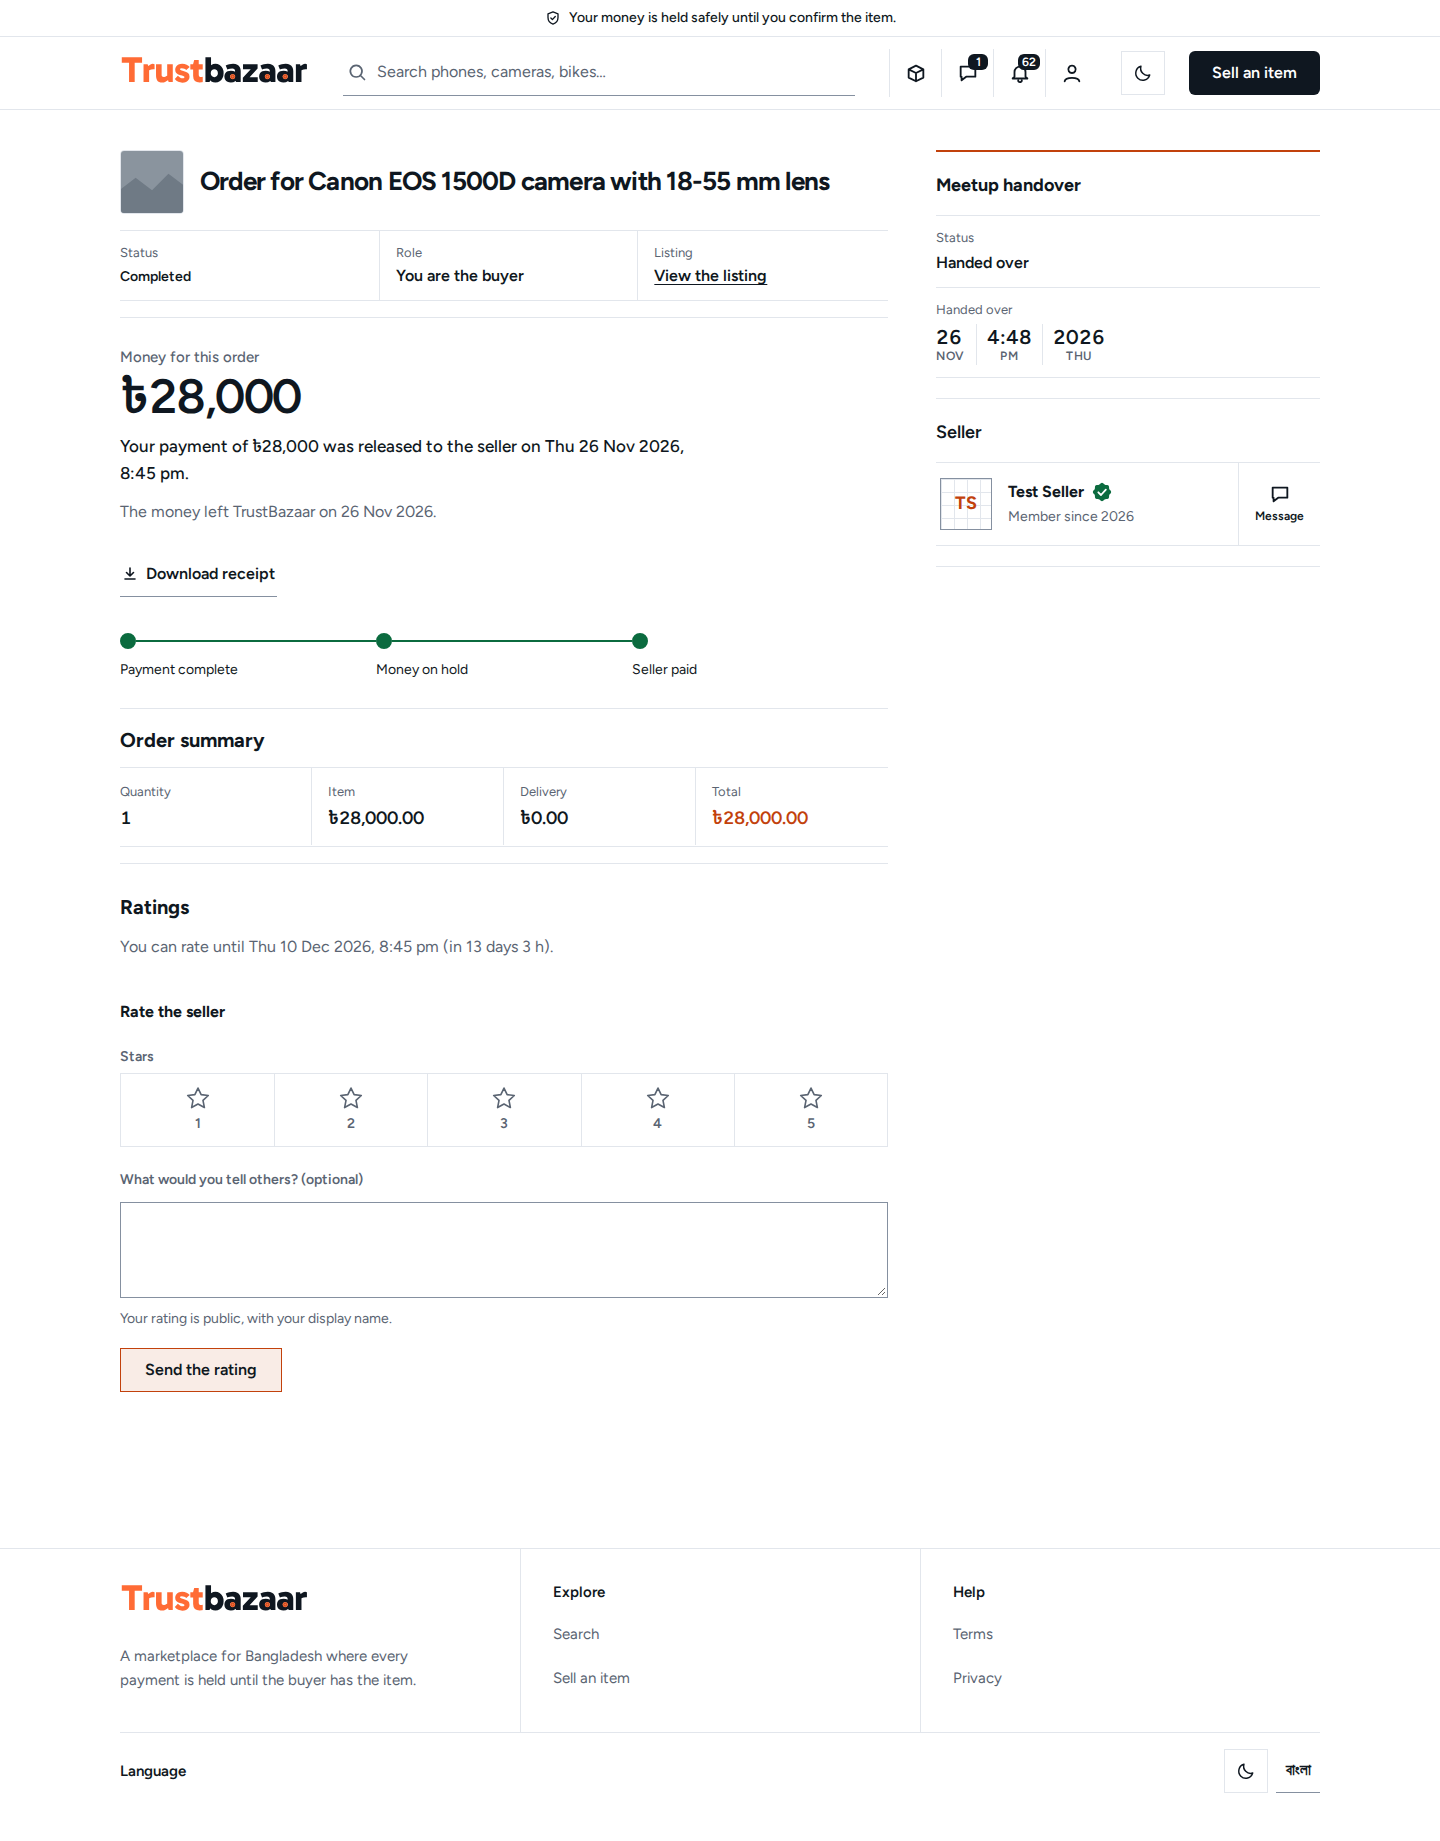 Your money is held safely until you confirm the item.
Trustbazaar
Search phones, cameras, bikes...
1
62
Sell an item
Order for Canon EOS 1500D camera with 18-55 mm lens
Status
Completed
Role
You are the buyer
Listing
View the listing
Money for this order
৳28,000
Your payment of ৳28,000 was released to the seller on Thu 26 Nov 2026,
8:45 pm.
The money left TrustBazaar on 26 Nov 2026.
Download receipt
Payment complete
Money on hold
Seller paid
Order summary
Quantity
1
Item
৳28,000.00
Delivery
৳0.00
Total
৳28,000.00
Ratings
You can rate until Thu 10 Dec 2026, 8:45 pm (in 13 days 3 h).
Rate the seller
Stars
1
2
3
4
5
What would you tell others? (optional)
Your rating is public, with your display name.
Send the rating
Meetup handover
Status
Handed over
Handed over
26 4:48 2026
NOV PM THU
Seller
TS
Test Seller
Member since 2026
Message
Trustbazaar
A marketplace for Bangladesh where every
payment is held until the buyer has the item.
Explore
Search
Sell an item
Help
Terms
Privacy
Language
বাংলা